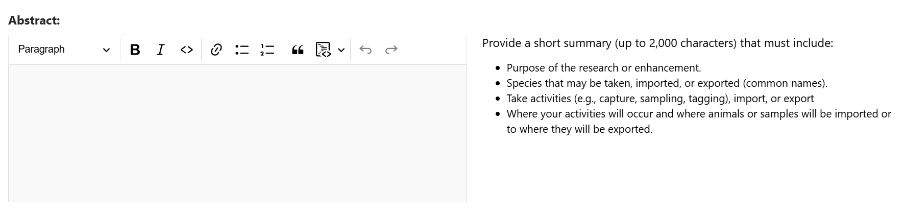 Abstract:
Paragraph B I <> “
Provide a short summary (up to 2,000 characters) that must include:
• Purpose of the research or enhancement.
• Species that may be taken, imported, or exported (common names).
• Take activities (e.g., capture, sampling, tagging), import, or export
• Where your activities will occur and where animals or samples will be imported or
to where they will be exported.